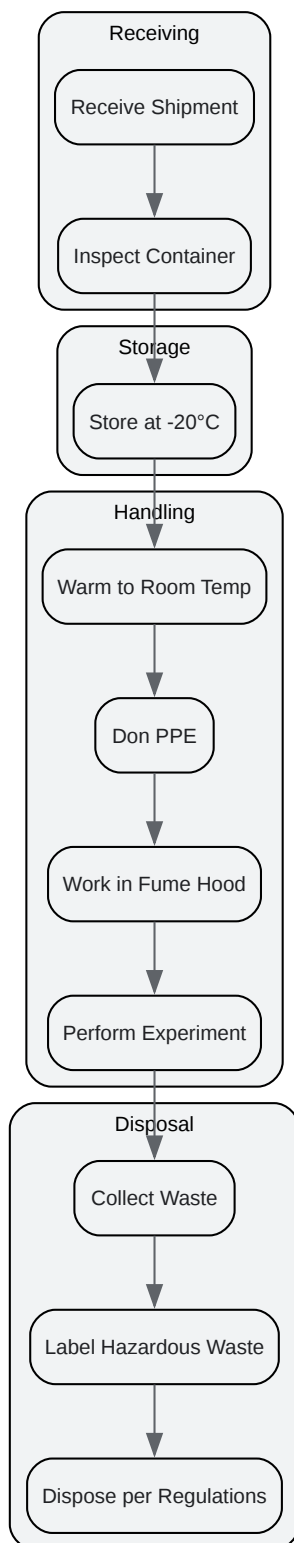 Receiving
Receive Shipment
Inspect Container
Storage
Store at -20°C
Handling
Warm to Room Temp
Don PPE
Work in Fume Hood
Perform Experiment
Disposal
Collect Waste
Label Hazardous Waste
Dispose per Regulations